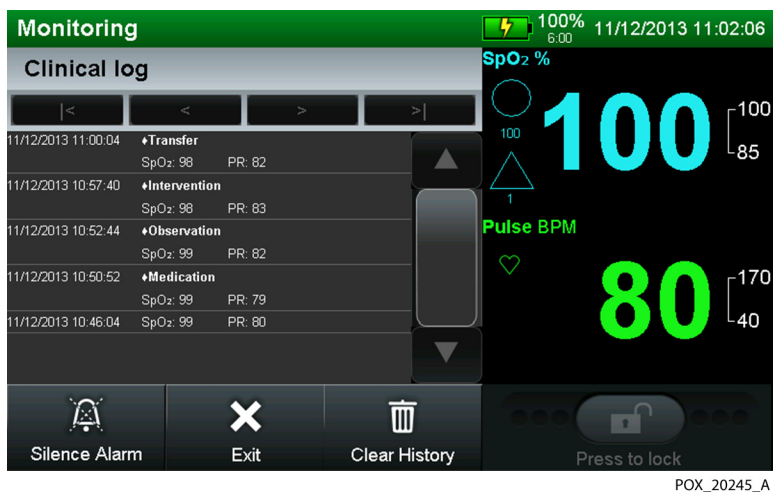 Monitoring
100%
6:00
11/12/2013 11:02:06
Clinical log
|<
<
>
>|
11/12/2013 11:00:04 ♦Transfer
SpO₂: 98 PR: 82
11/12/2013 10:57:40 ♦Intervention
SpO₂: 98 PR: 83
11/12/2013 10:52:44 ♦Observation
SpO₂: 99 PR: 82
11/12/2013 10:50:52 ♦Medication
SpO₂: 99 PR: 79
11/12/2013 10:46:04 SpO₂: 99 PR: 80
SpO₂ %
100
1
100
100
85
Pulse BPM
80
170
40
Silence Alarm
Exit
Clear History
Press to lock
POX_20245_A